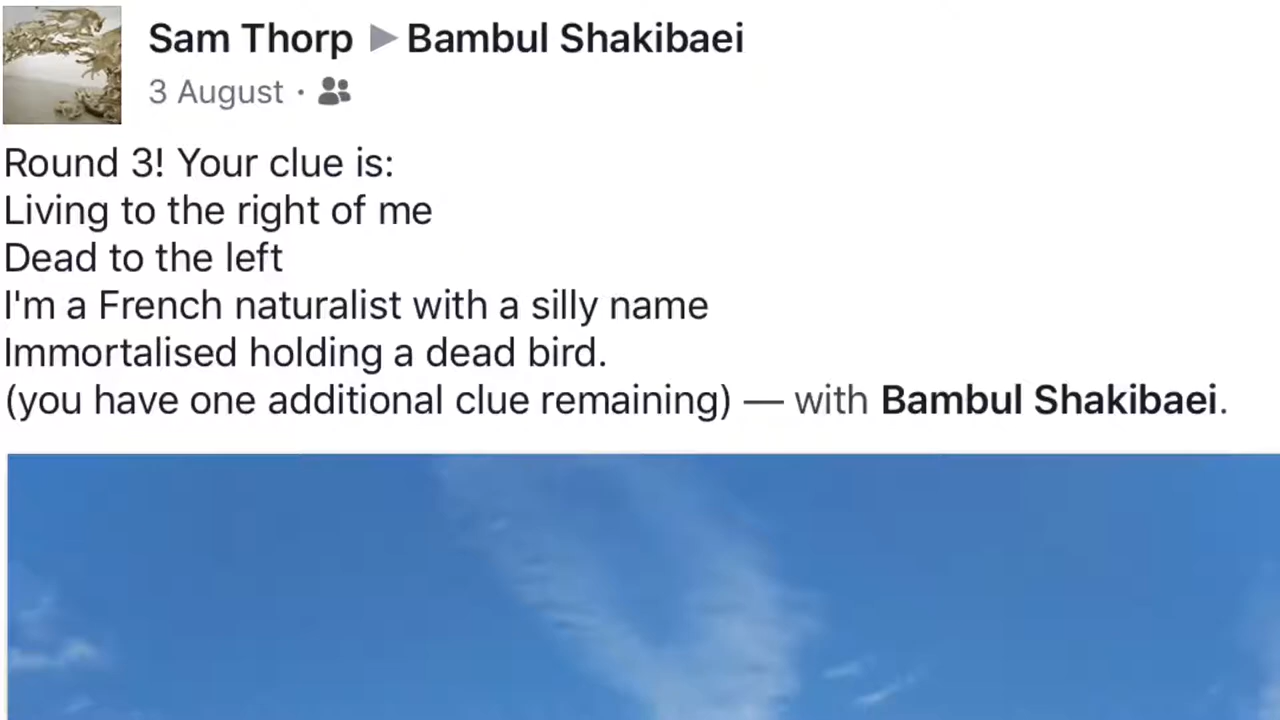 Sam Thorp ▶ Bambul Shakibaei
3 August ·
Round 3! Your clue is:
Living to the right of me
Dead to the left
I'm a French naturalist with a silly name
Immortalised holding a dead bird.
(you have one additional clue remaining) — with Bambul Shakibaei.